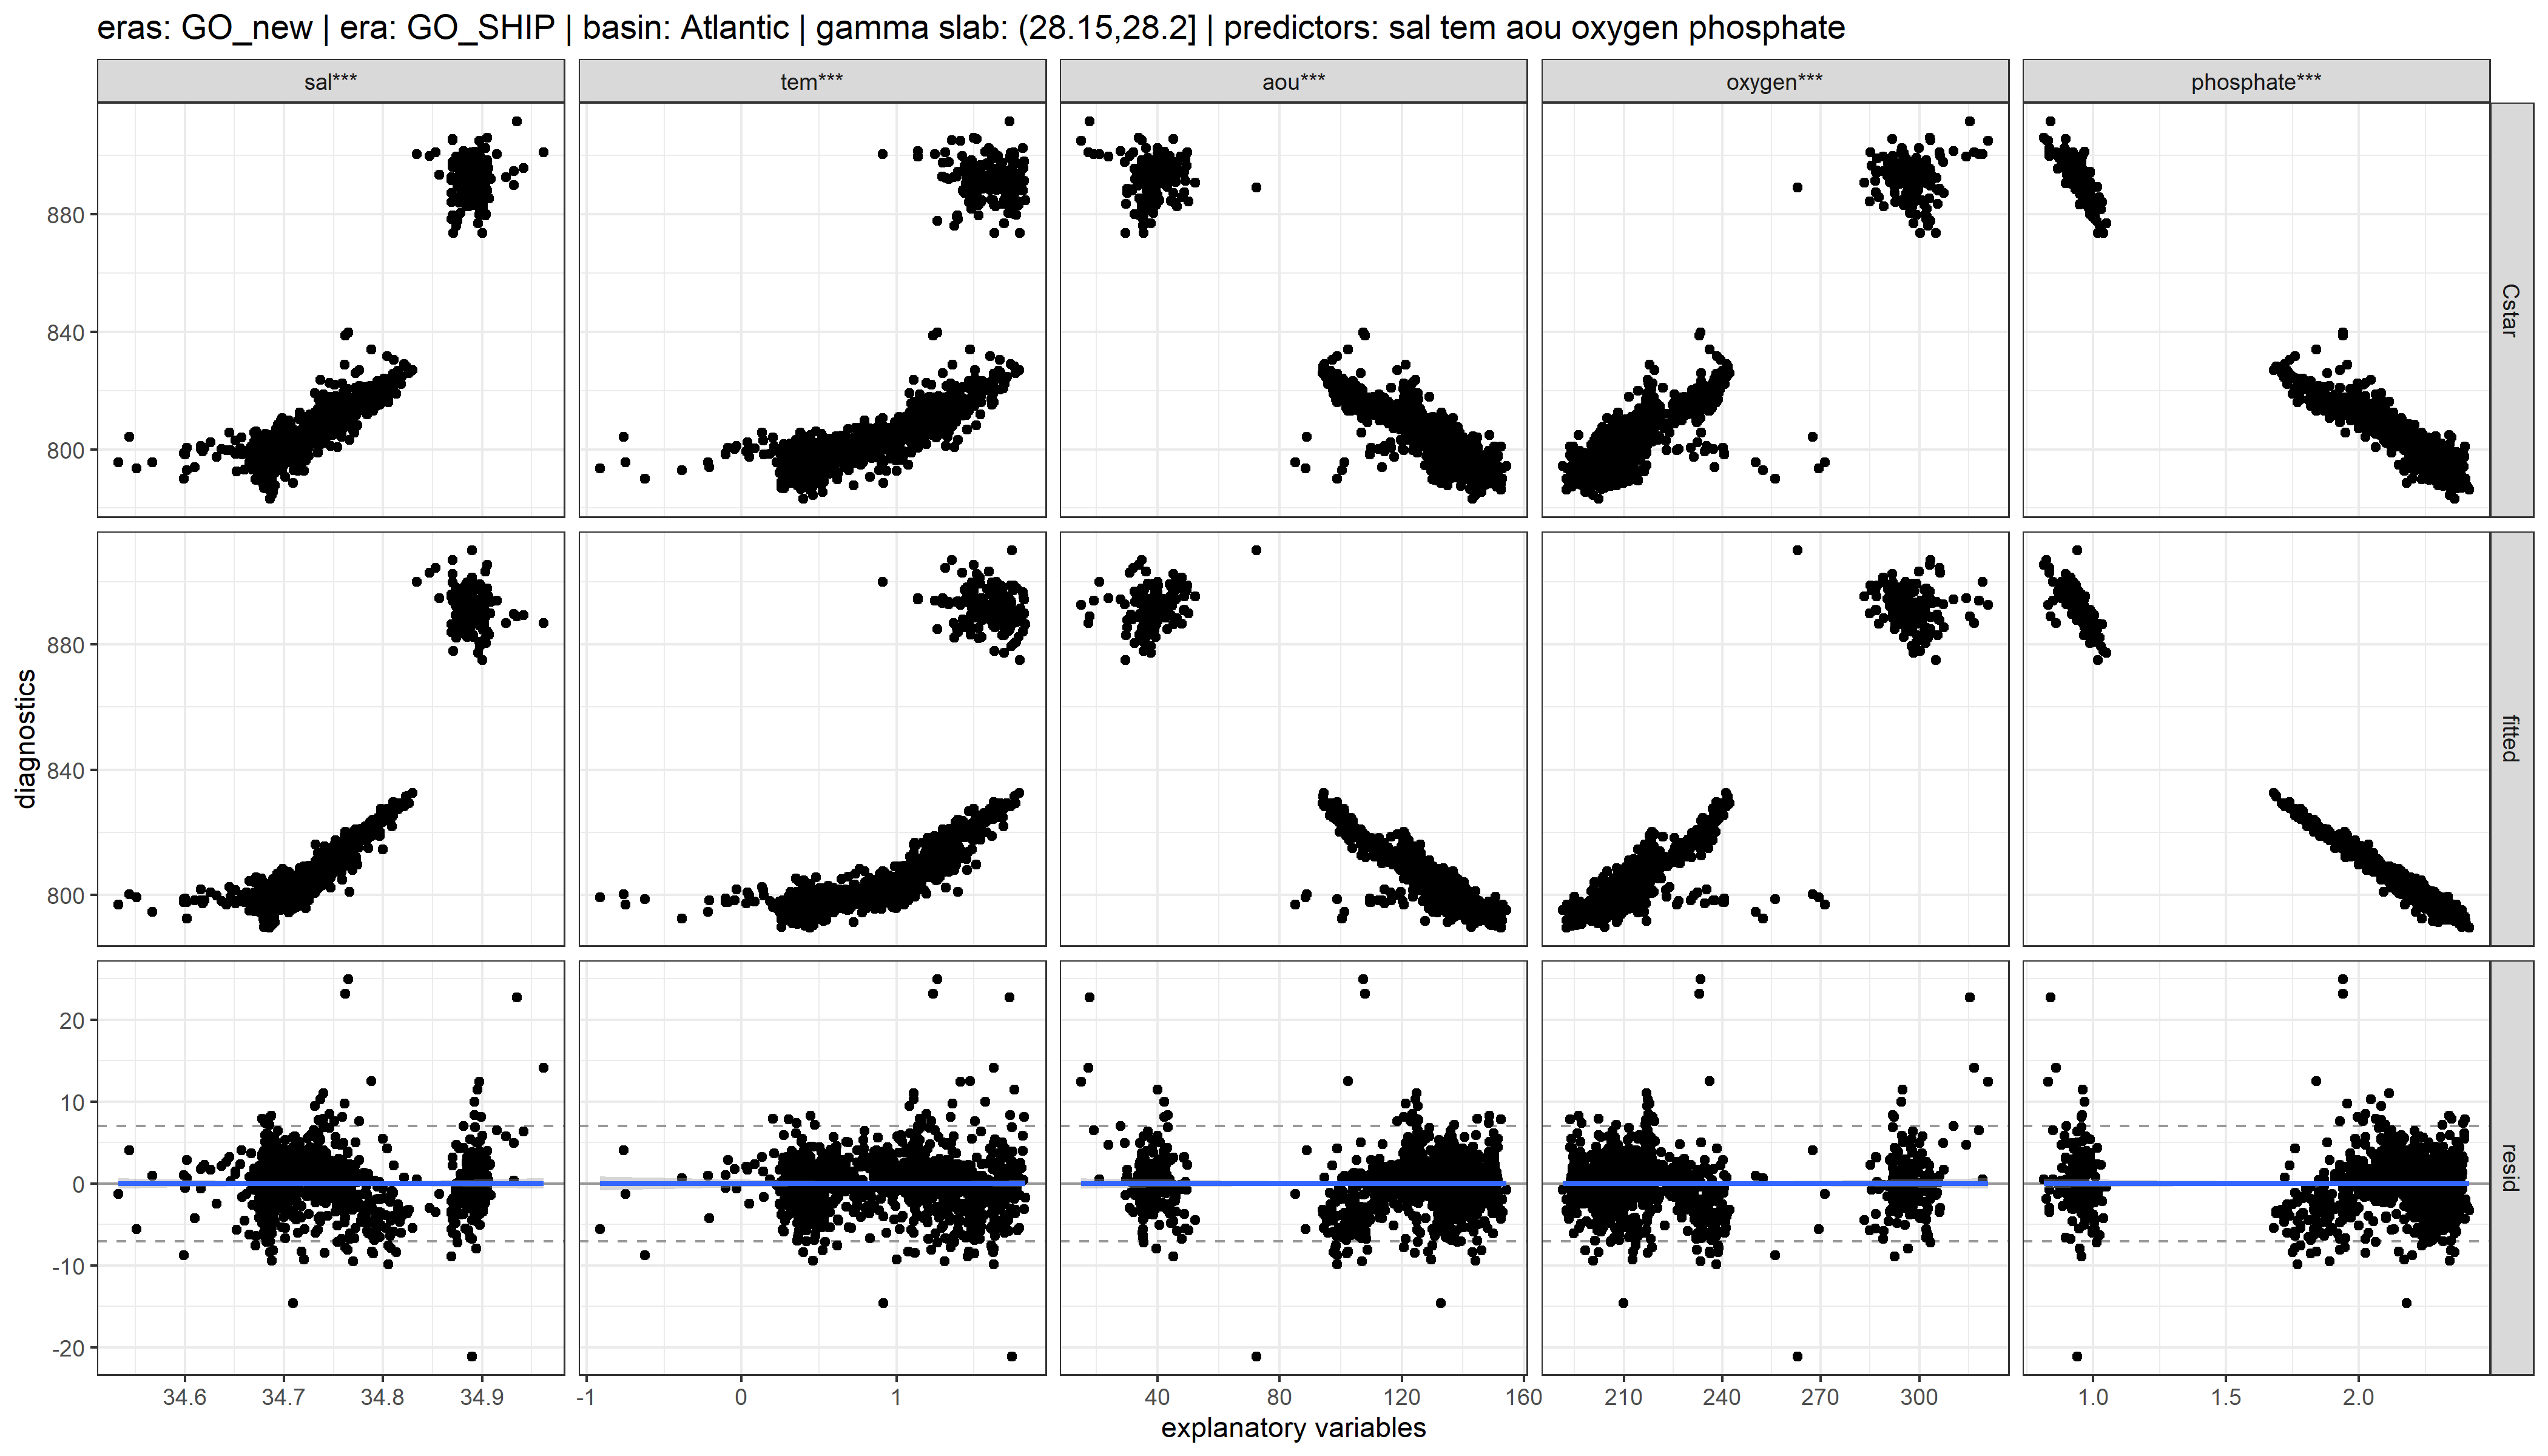 eras: GO_new | era: GO_SHIP | basin: Atlantic | gamma slab: (28.15,28.2] | predictors: sal tem aou oxygen phosphate
sal*** tem*** aou*** oxygen*** phosphate***
880
840
800
Cstar
880
840
800
fitted
diagnostics
20
10
0
-10
-20
resid
34.6 34.7 34.8 34.9 -1 0 1 40 80 120 160 210 240 270 300 1.0 1.5 2.0
explanatory variables